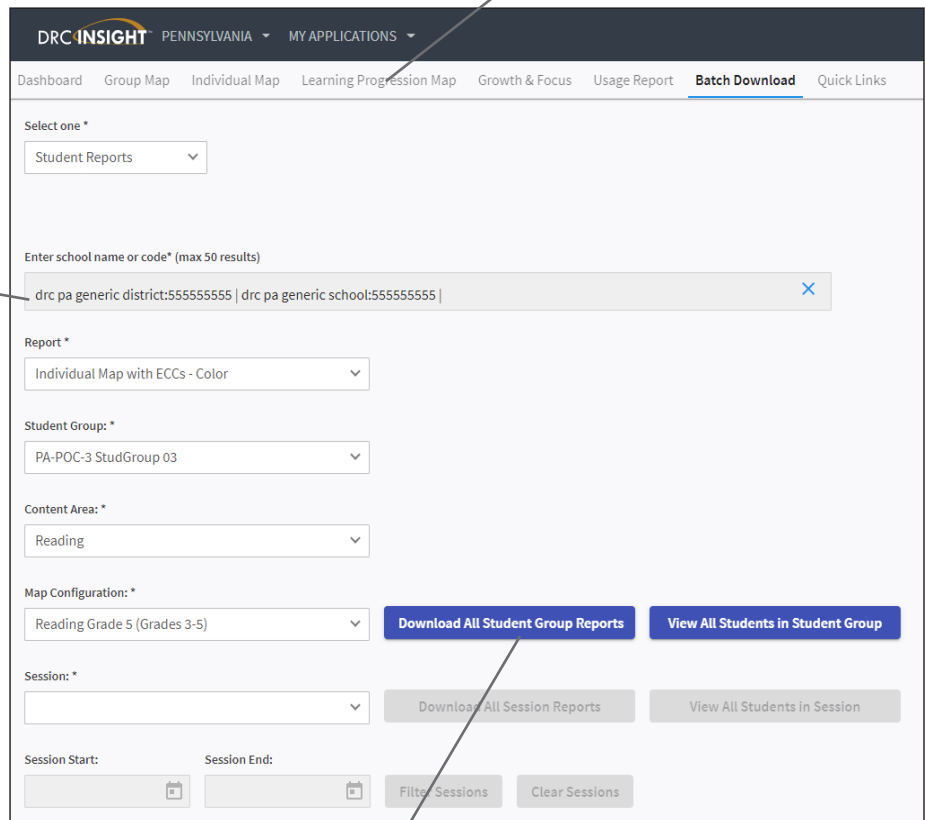 DRC INSIGHT PENNSYLVANIA MY APPLICATIONS
Dashboard Group Map Individual Map Learning Progression Map Growth & Focus Usage Report Batch Download Quick Links
Select one *
Student Reports
Enter school name or code* (max 50 results)
drc pa generic district:555555555 | drc pa generic school:555555555 |
Report *
Individual Map with ECCs - Color
Student Group: *
PA-POC-3 StudGroup 03
Content Area: *
Reading
Map Configuration: *
Reading Grade 5 (Grades 3-5) Download All Student Group Reports View All Students in Student Group
Session: *
Download All Session Reports View All Students in Session
Session Start: Session End:
Filter Sessions Clear Sessions